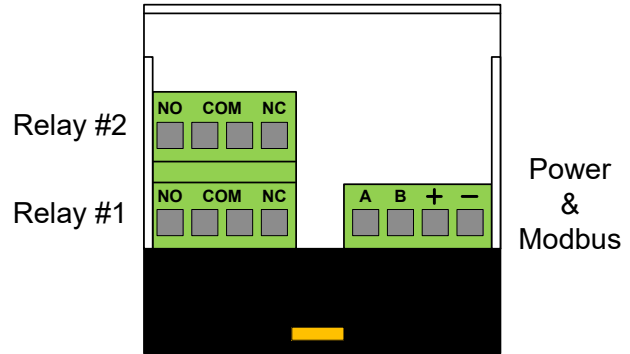 Relay #2
NO COM NC
Relay #1
NO COM NC
A B + −
Power
&
Modbus